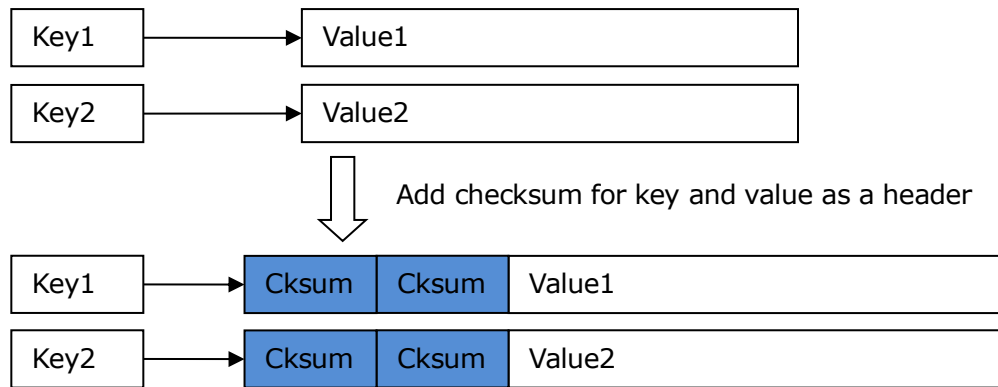 Key1 Value1
Key2 Value2
Add checksum for key and value as a header
Key1 Cksum Cksum Value1
Key2 Cksum Cksum Value2